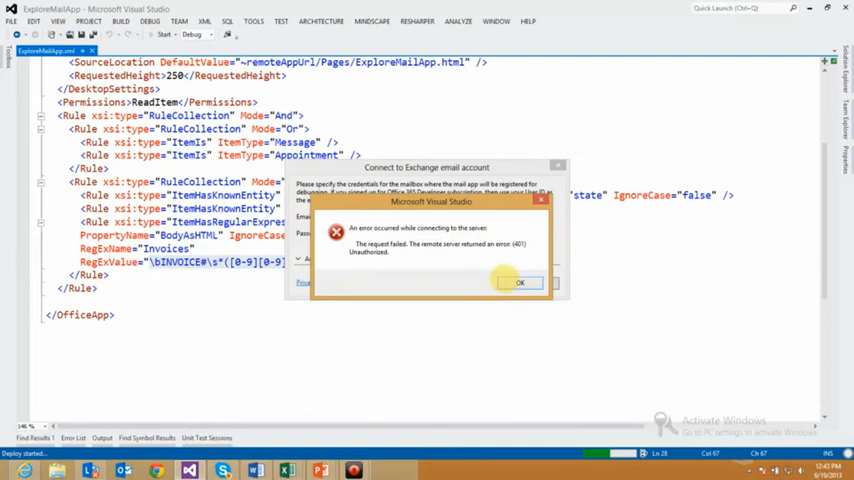 ExploreMailApp - Microsoft Visual Studio
Quick Launch (Ctrl+Q)
FILE EDIT VIEW PROJECT BUILD DEBUG TEAM XML SQL TOOLS TEST ARCHITECTURE MINDSCAPE RESHARPER ANALYZE WINDOW HELP
Start Debug
ExploreMailApp.xml
Toolbox
Solution Explorer
Team Explorer
Properties
<SourceLocation DefaultValue="~remoteAppUrl/Pages/ExploreMailApp.html" />
<RequestedHeight>250</RequestedHeight>
</DesktopSettings>
<Permissions>ReadItem</Permissions>
<Rule xsi:type="RuleCollection" Mode="And">
<Rule xsi:type="RuleCollection" Mode="Or">
<Rule xsi:type="ItemIs" ItemType="Message" />
<Rule xsi:type="ItemIs" ItemType="Appointment" />
</Rule>
<Rule xsi:type="RuleCollection" Mode=
<Rule xsi:type="ItemHasKnownEntity"
"state" IgnoreCase="false" />
<Rule xsi:type="ItemHasKnownEntity"
<Rule xsi:type="ItemHasRegularExpres
PropertyName="BodyAsHTML" IgnoreCase
RegExName="Invoices"
RegExValue="\bINVOICE#\s*([0-9][0-9]
</Rule>
</Rule>
</OfficeApp>
Connect to Exchange email account
Please specify the credentials for the mailbox where the mail app will be registered for
debugging. If you signed up for Office 365 Developer subscription, then use your User ID as
Microsoft Visual Studio
An error occurred while connecting to the server.
The request failed. The remote server returned an error: (401)
Unauthorized.
OK
Activate Windows
Go to PC settings to activate Windows.
146 %
Find Results 1 Error List Output Find Symbol Results Unit Test Sessions
Deploy started...
Ln 28 Col 67 Ch 67 INS
12:43 PM
6/19/2013